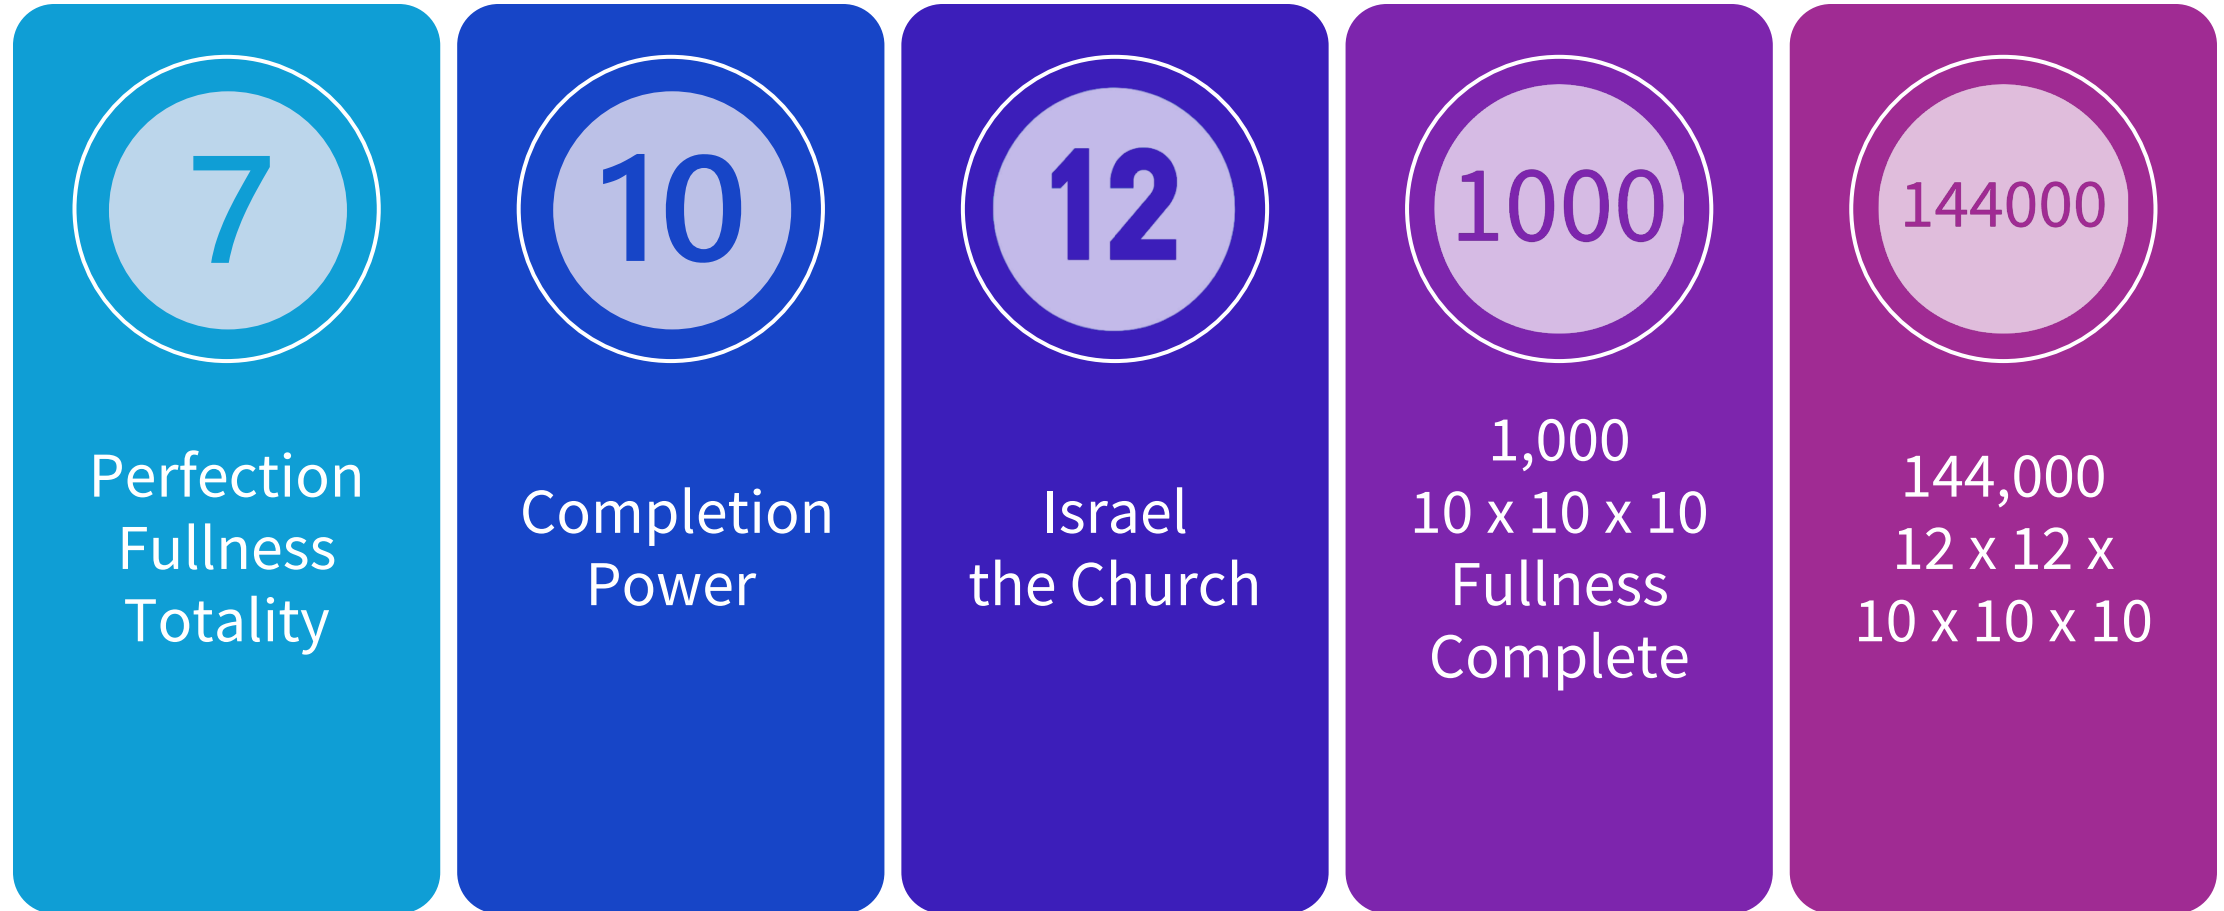 7
Perfection
Fullness
Totality
10
Completion
Power
12
Israel
the Church
1000
1,000
10 x 10 x 10
Fullness
Complete
144000
144,000
12 x 12 x
10 x 10 x 10